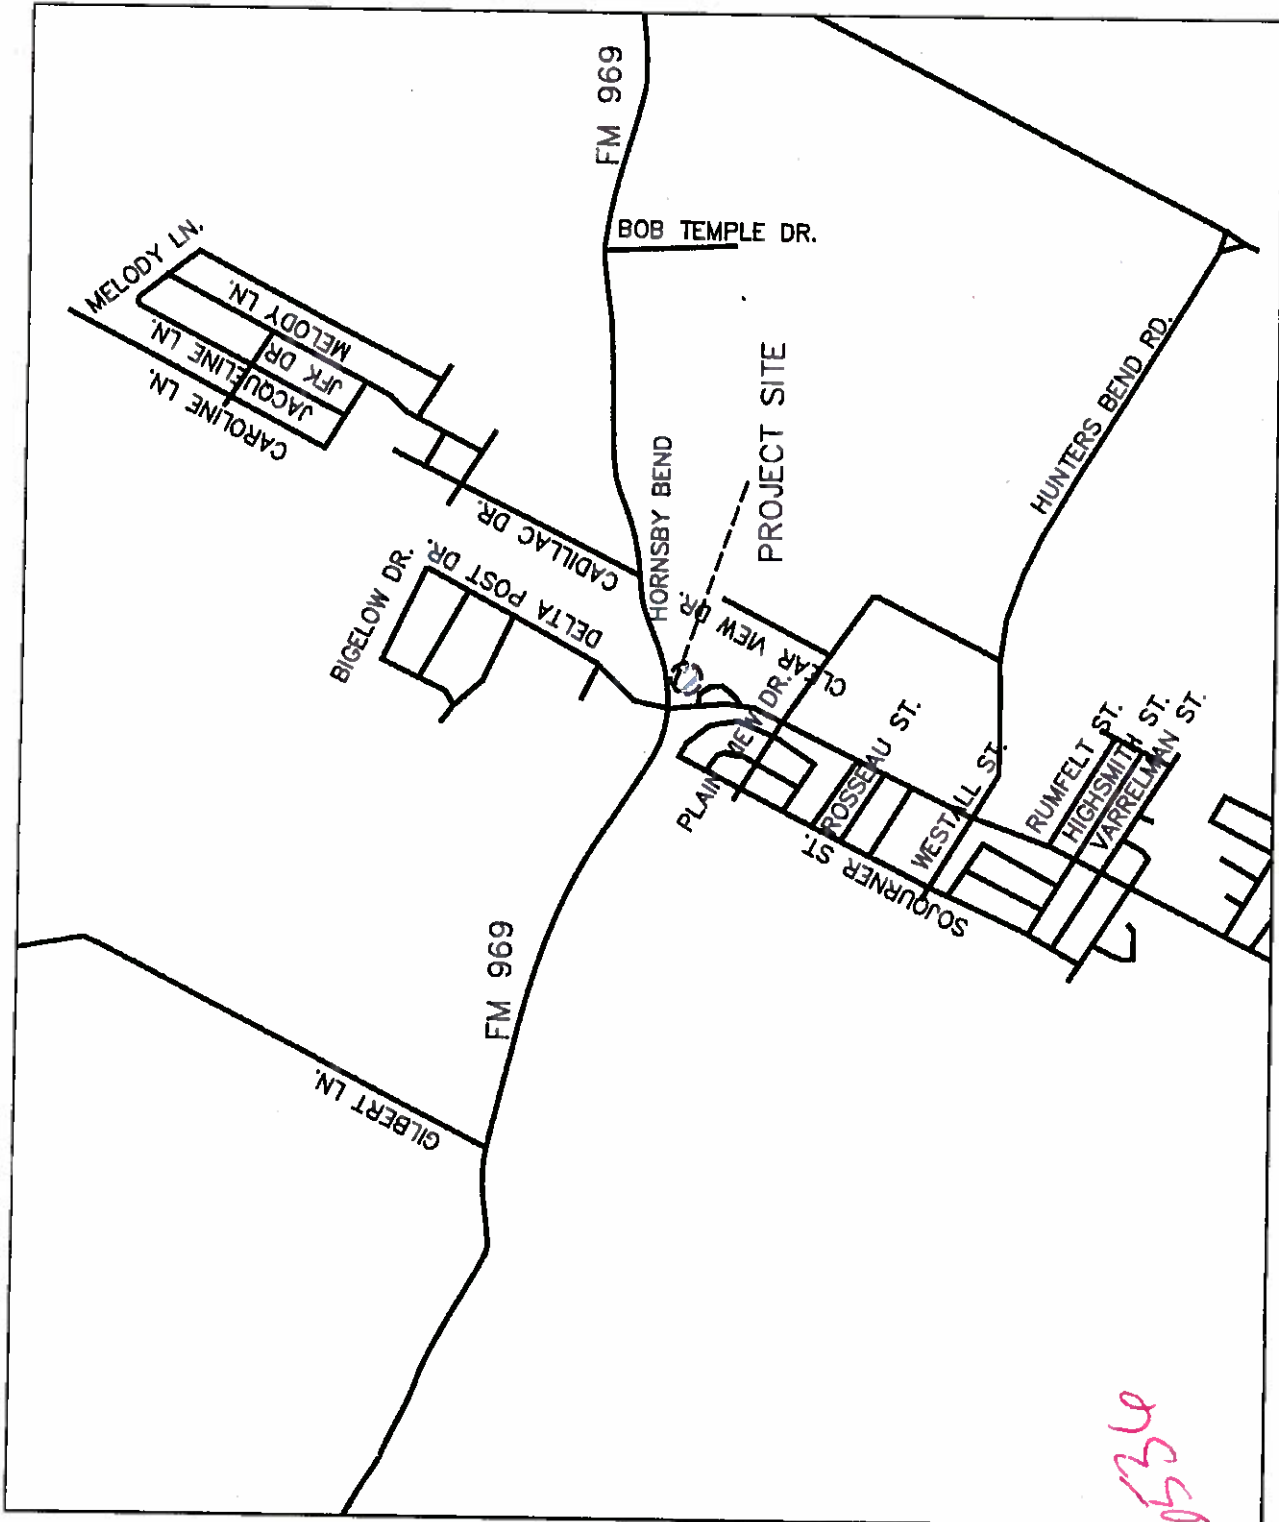 FM 969
BOB TEMPLE DR.
MELODY LN.
MELODY LN.
JFK DR
JACQUELINE LN.
CAROLINE LN.
HUNTERS BEND RD.
PROJECT SITE
HORNSBY BEND
CADILLAC DR.
DELTA POST DR.
BIGELOW DR.
CLEAR VIEW DR.
PLAIN VIEW DR.
ROSSEAU ST.
WESTALL ST.
RUMFELT ST.
HIGHSMITH ST.
VARRELMAN ST.
SOJOURNER ST.
FM 969
GILBERT LN.